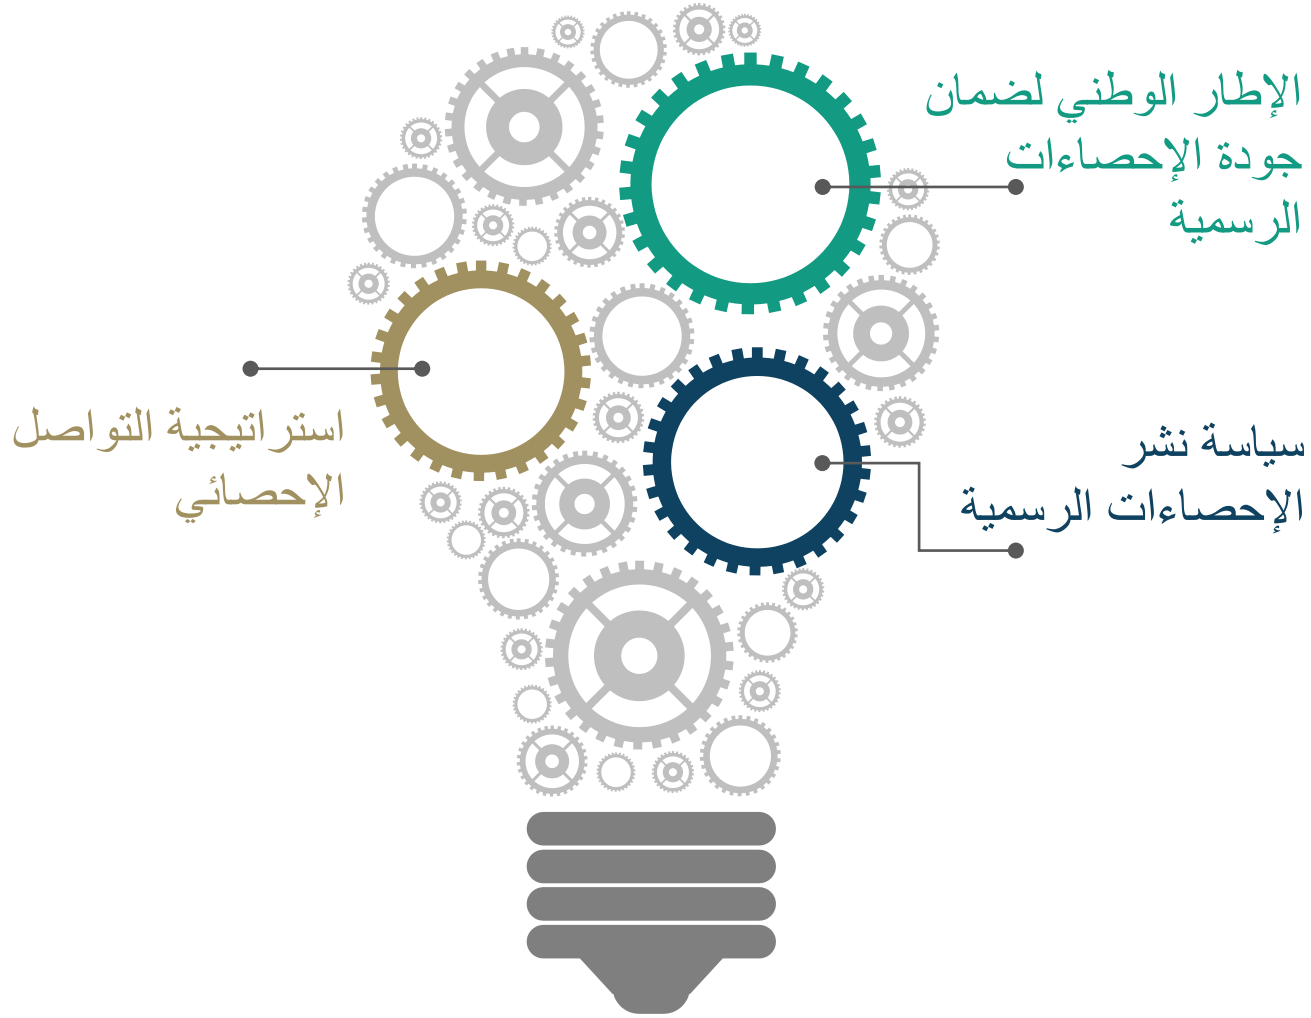 الإطار الوطني لضمان
جودة الإحصاءات
الرسمية
سياسة نشر
الإحصاءات الرسمية
استراتيجية التواصل
الإحصائي